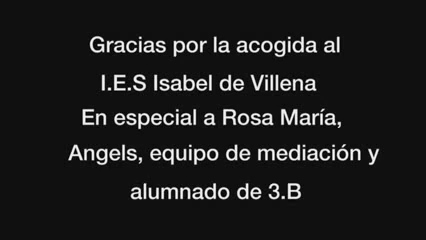 Gracias por la acogida al
I.E.S Isabel de Villena
En especial a Rosa María,
Angels, equipo de mediación y
alumnado de 3.B